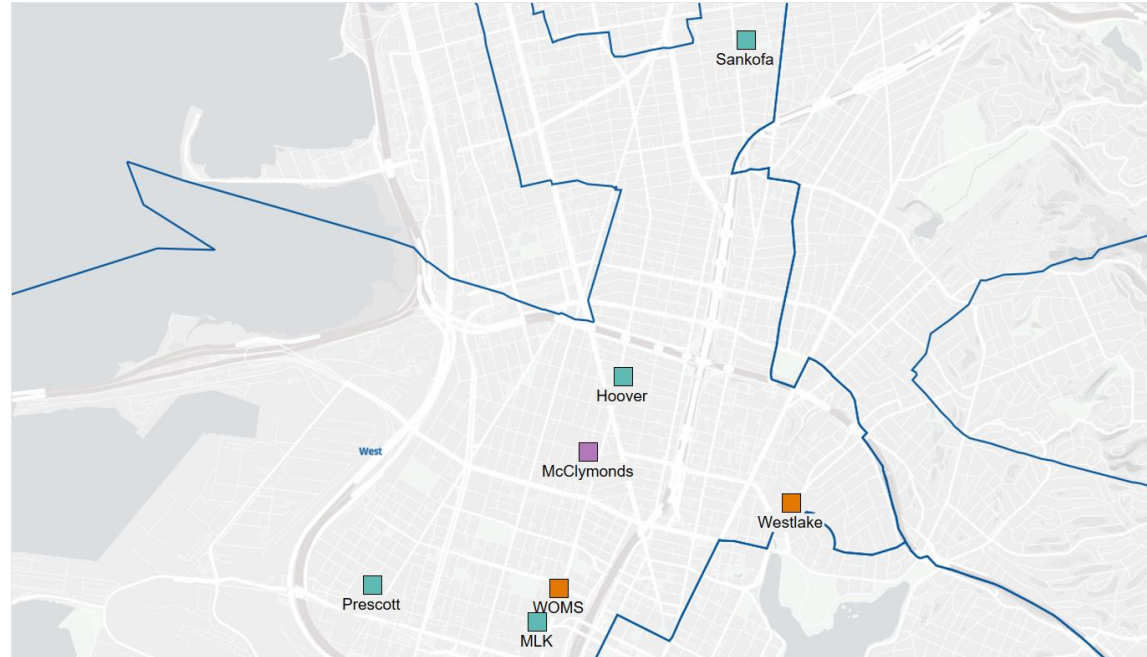 Sankofa
Hoover
West
McClymonds
Westlake
Prescott
WOMS
MLK